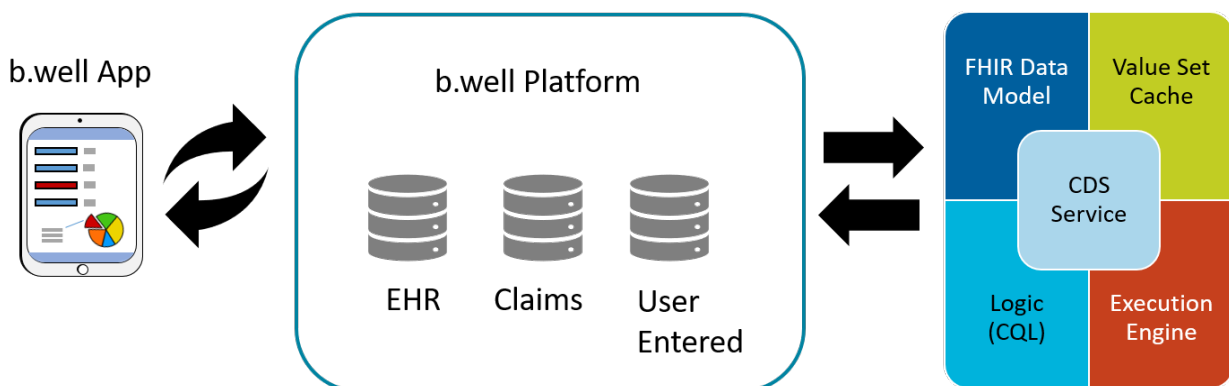 b.well App
b.well Platform
EHR
Claims
User
Entered
FHIR Data
Model
Value Set
Cache
CDS
Service
Logic
(CQL)
Execution
Engine